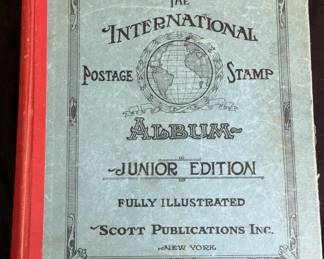 THE
INTERNATIONAL
POSTAGE STAMP
ALBUM
JUNIOR EDITION
FULLY ILLUSTRATED
SCOTT PUBLICATIONS INC.
NEW YORK